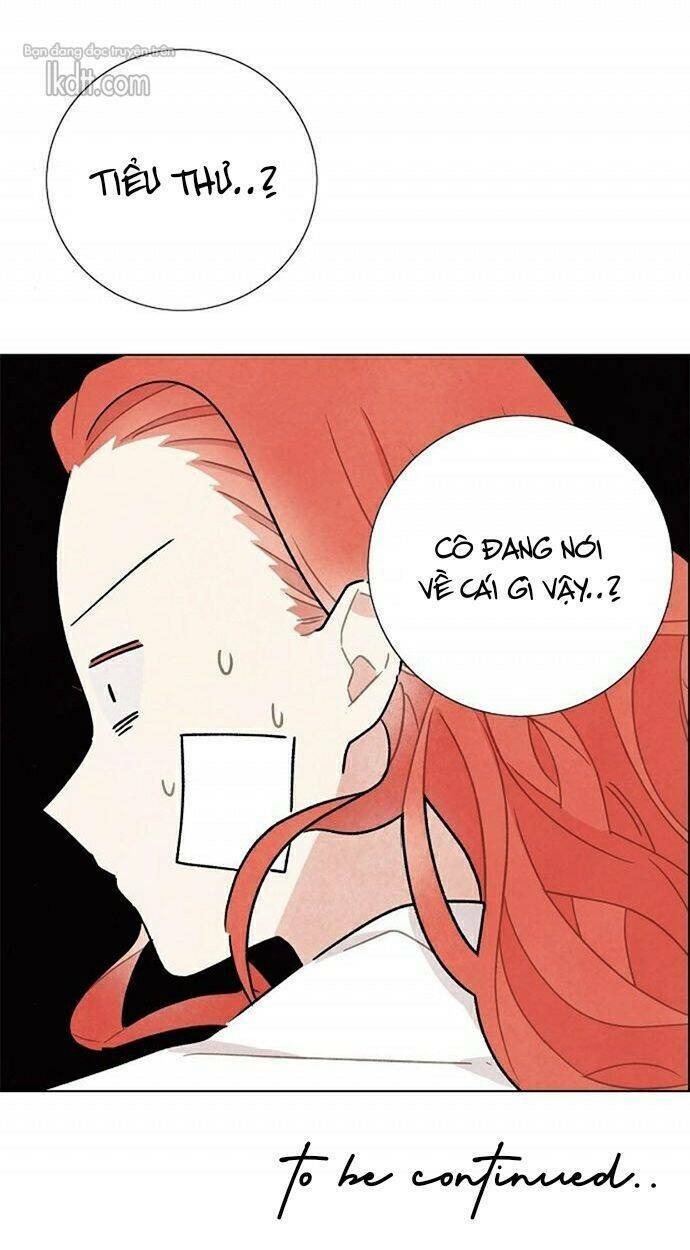 Bạn đang đọc truyện trên
lkdtt.com
TIỂU THƯ..?
CÔ ĐANG NÓI
VỀ CÁI GÌ VẬY..?
to be continued..